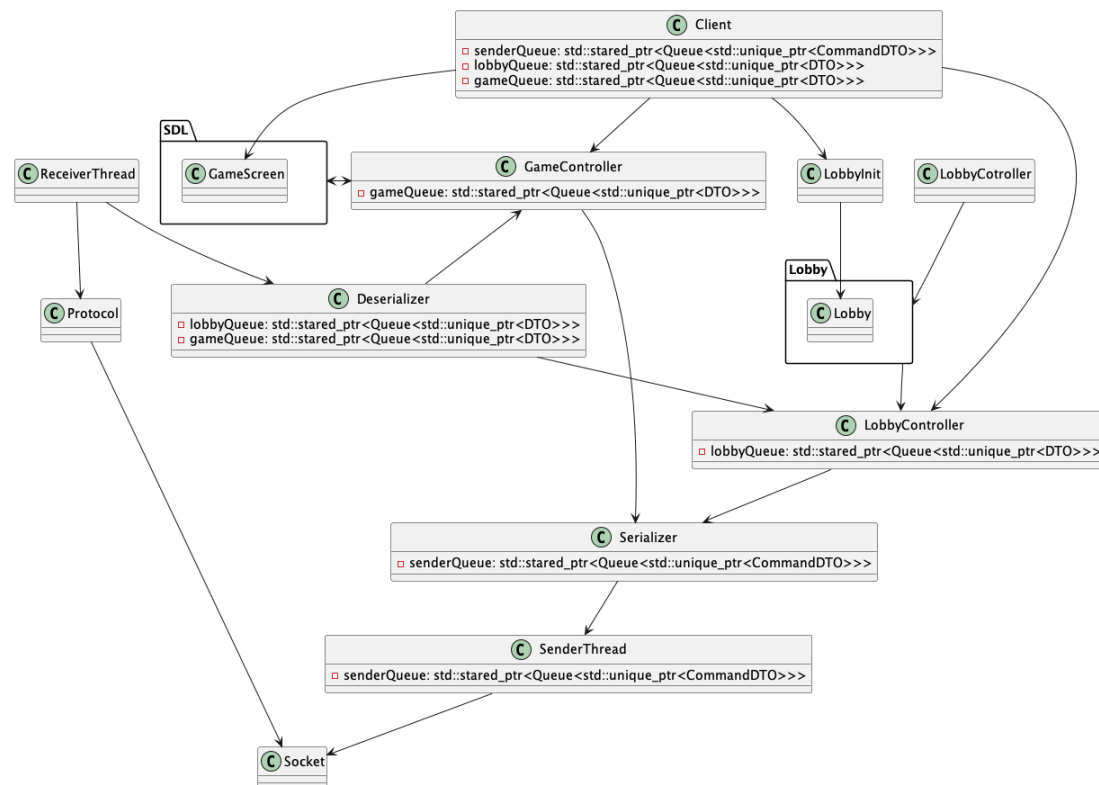 C Client
senderQueue: std::stared_ptr<Queue<std::unique_ptr<CommandDTO>>>
lobbyQueue: std::stared_ptr<Queue<std::unique_ptr<DTO>>>
gameQueue: std::stared_ptr<Queue<std::unique_ptr<DTO>>>
SDL
C ReceiverThread
C GameScreen
C GameController
gameQueue: std::stared_ptr<Queue<std::unique_ptr<DTO>>>
C LobbyInit
C LobbyCotroller
C Protocol
C Deserializer
lobbyQueue: std::stared_ptr<Queue<std::unique_ptr<DTO>>>
gameQueue: std::stared_ptr<Queue<std::unique_ptr<DTO>>>
Lobby
C Lobby
C LobbyController
lobbyQueue: std::stared_ptr<Queue<std::unique_ptr<DTO>>>
C Serializer
senderQueue: std::stared_ptr<Queue<std::unique_ptr<CommandDTO>>>
C SenderThread
senderQueue: std::stared_ptr<Queue<std::unique_ptr<CommandDTO>>>
C Socket